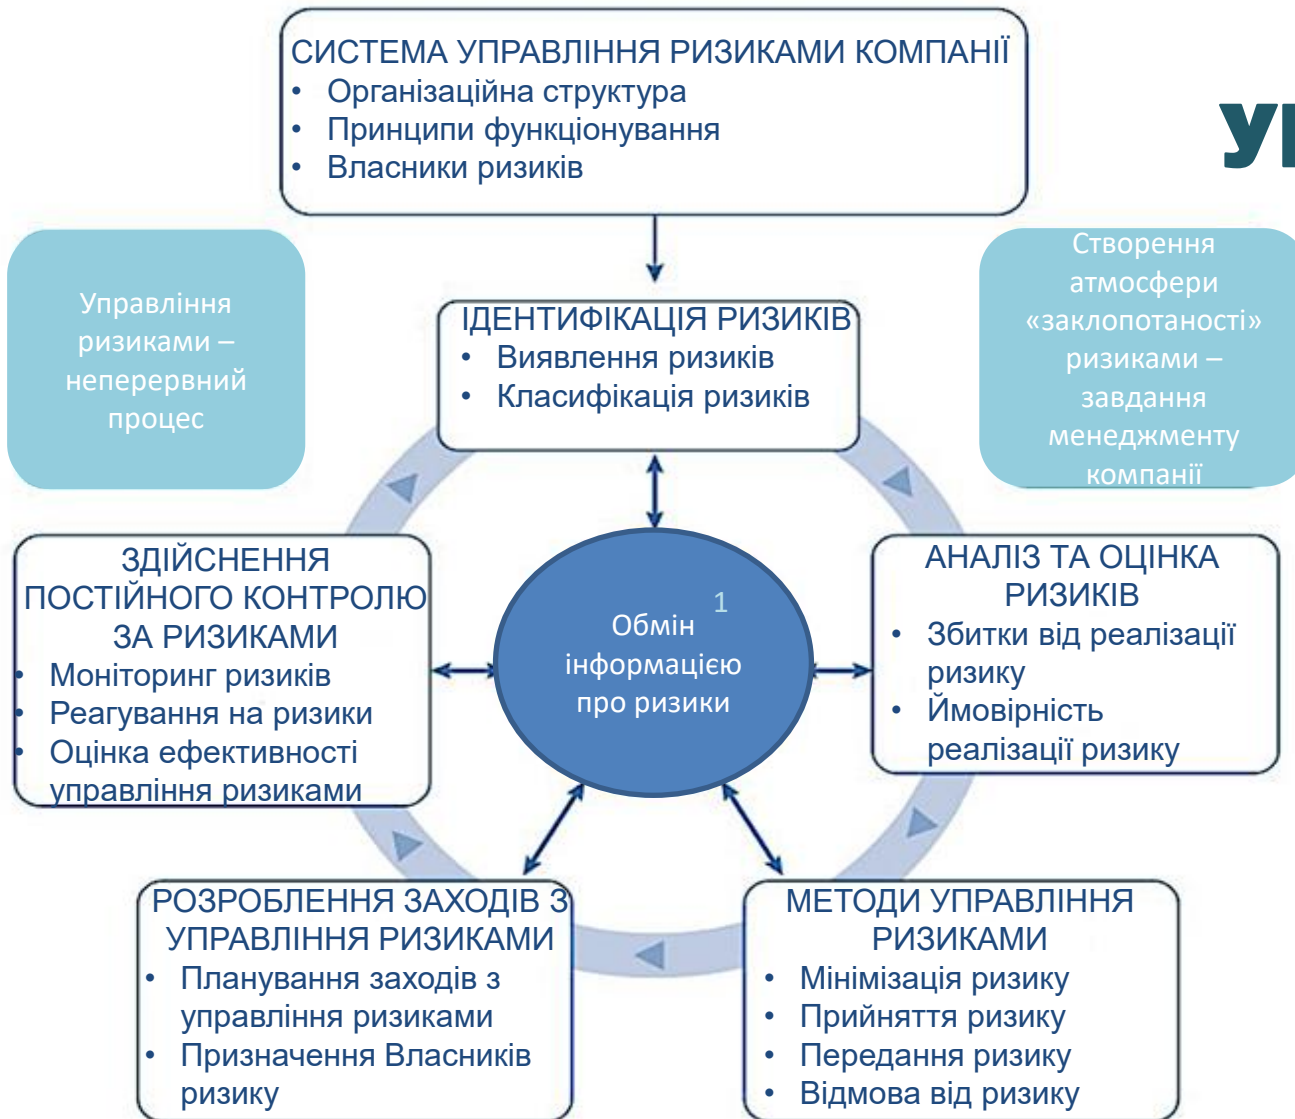 СИСТЕМА УПРАВЛІННЯ РИЗИКАМИ КОМПАНІЇ
• Організаційна структура
• Принципи функціонування
• Власники ризиків
Управління
ризиками –
неперервний
процес
Створення
атмосфери
«заклопотаності»
ризиками –
завдання
менеджменту
компанії
ІДЕНТИФІКАЦІЯ РИЗИКІВ
• Виявлення ризиків
• Класифікація ризиків
ЗДІЙСНЕННЯ
ПОСТІЙНОГО КОНТРОЛЮ
ЗА РИЗИКАМИ
• Моніторинг ризиків
• Реагування на ризики
• Оцінка ефективності
управління ризиками
1
Обмін
інформацією
про ризики
АНАЛІЗ ТА ОЦІНКА
РИЗИКІВ
• Збитки від реалізації
ризику
• Ймовірність
реалізації ризику
РОЗРОБЛЕННЯ ЗАХОДІВ З
УПРАВЛІННЯ РИЗИКАМИ
• Планування заходів з
управління ризиками
• Призначення Власників
ризику
МЕТОДИ УПРАВЛІННЯ
РИЗИКАМИ
• Мінімізація ризику
• Прийняття ризику
• Передання ризику
• Відмова від ризику